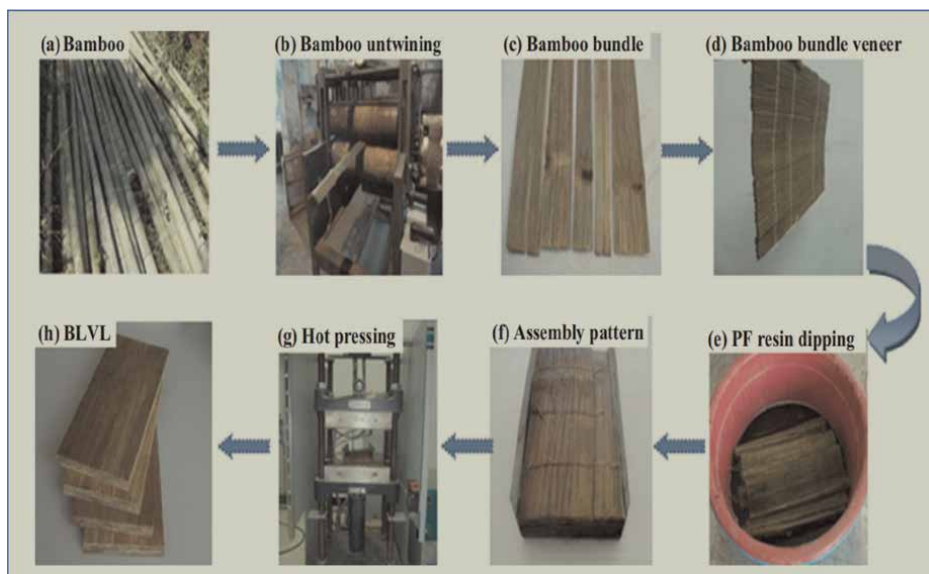 (a) Bamboo
(b) Bamboo untwining
(c) Bamboo bundle
(d) Bamboo bundle veneer
(h) BLVL
(g) Hot pressing
(f) Assembly pattern
(e) PF resin dipping